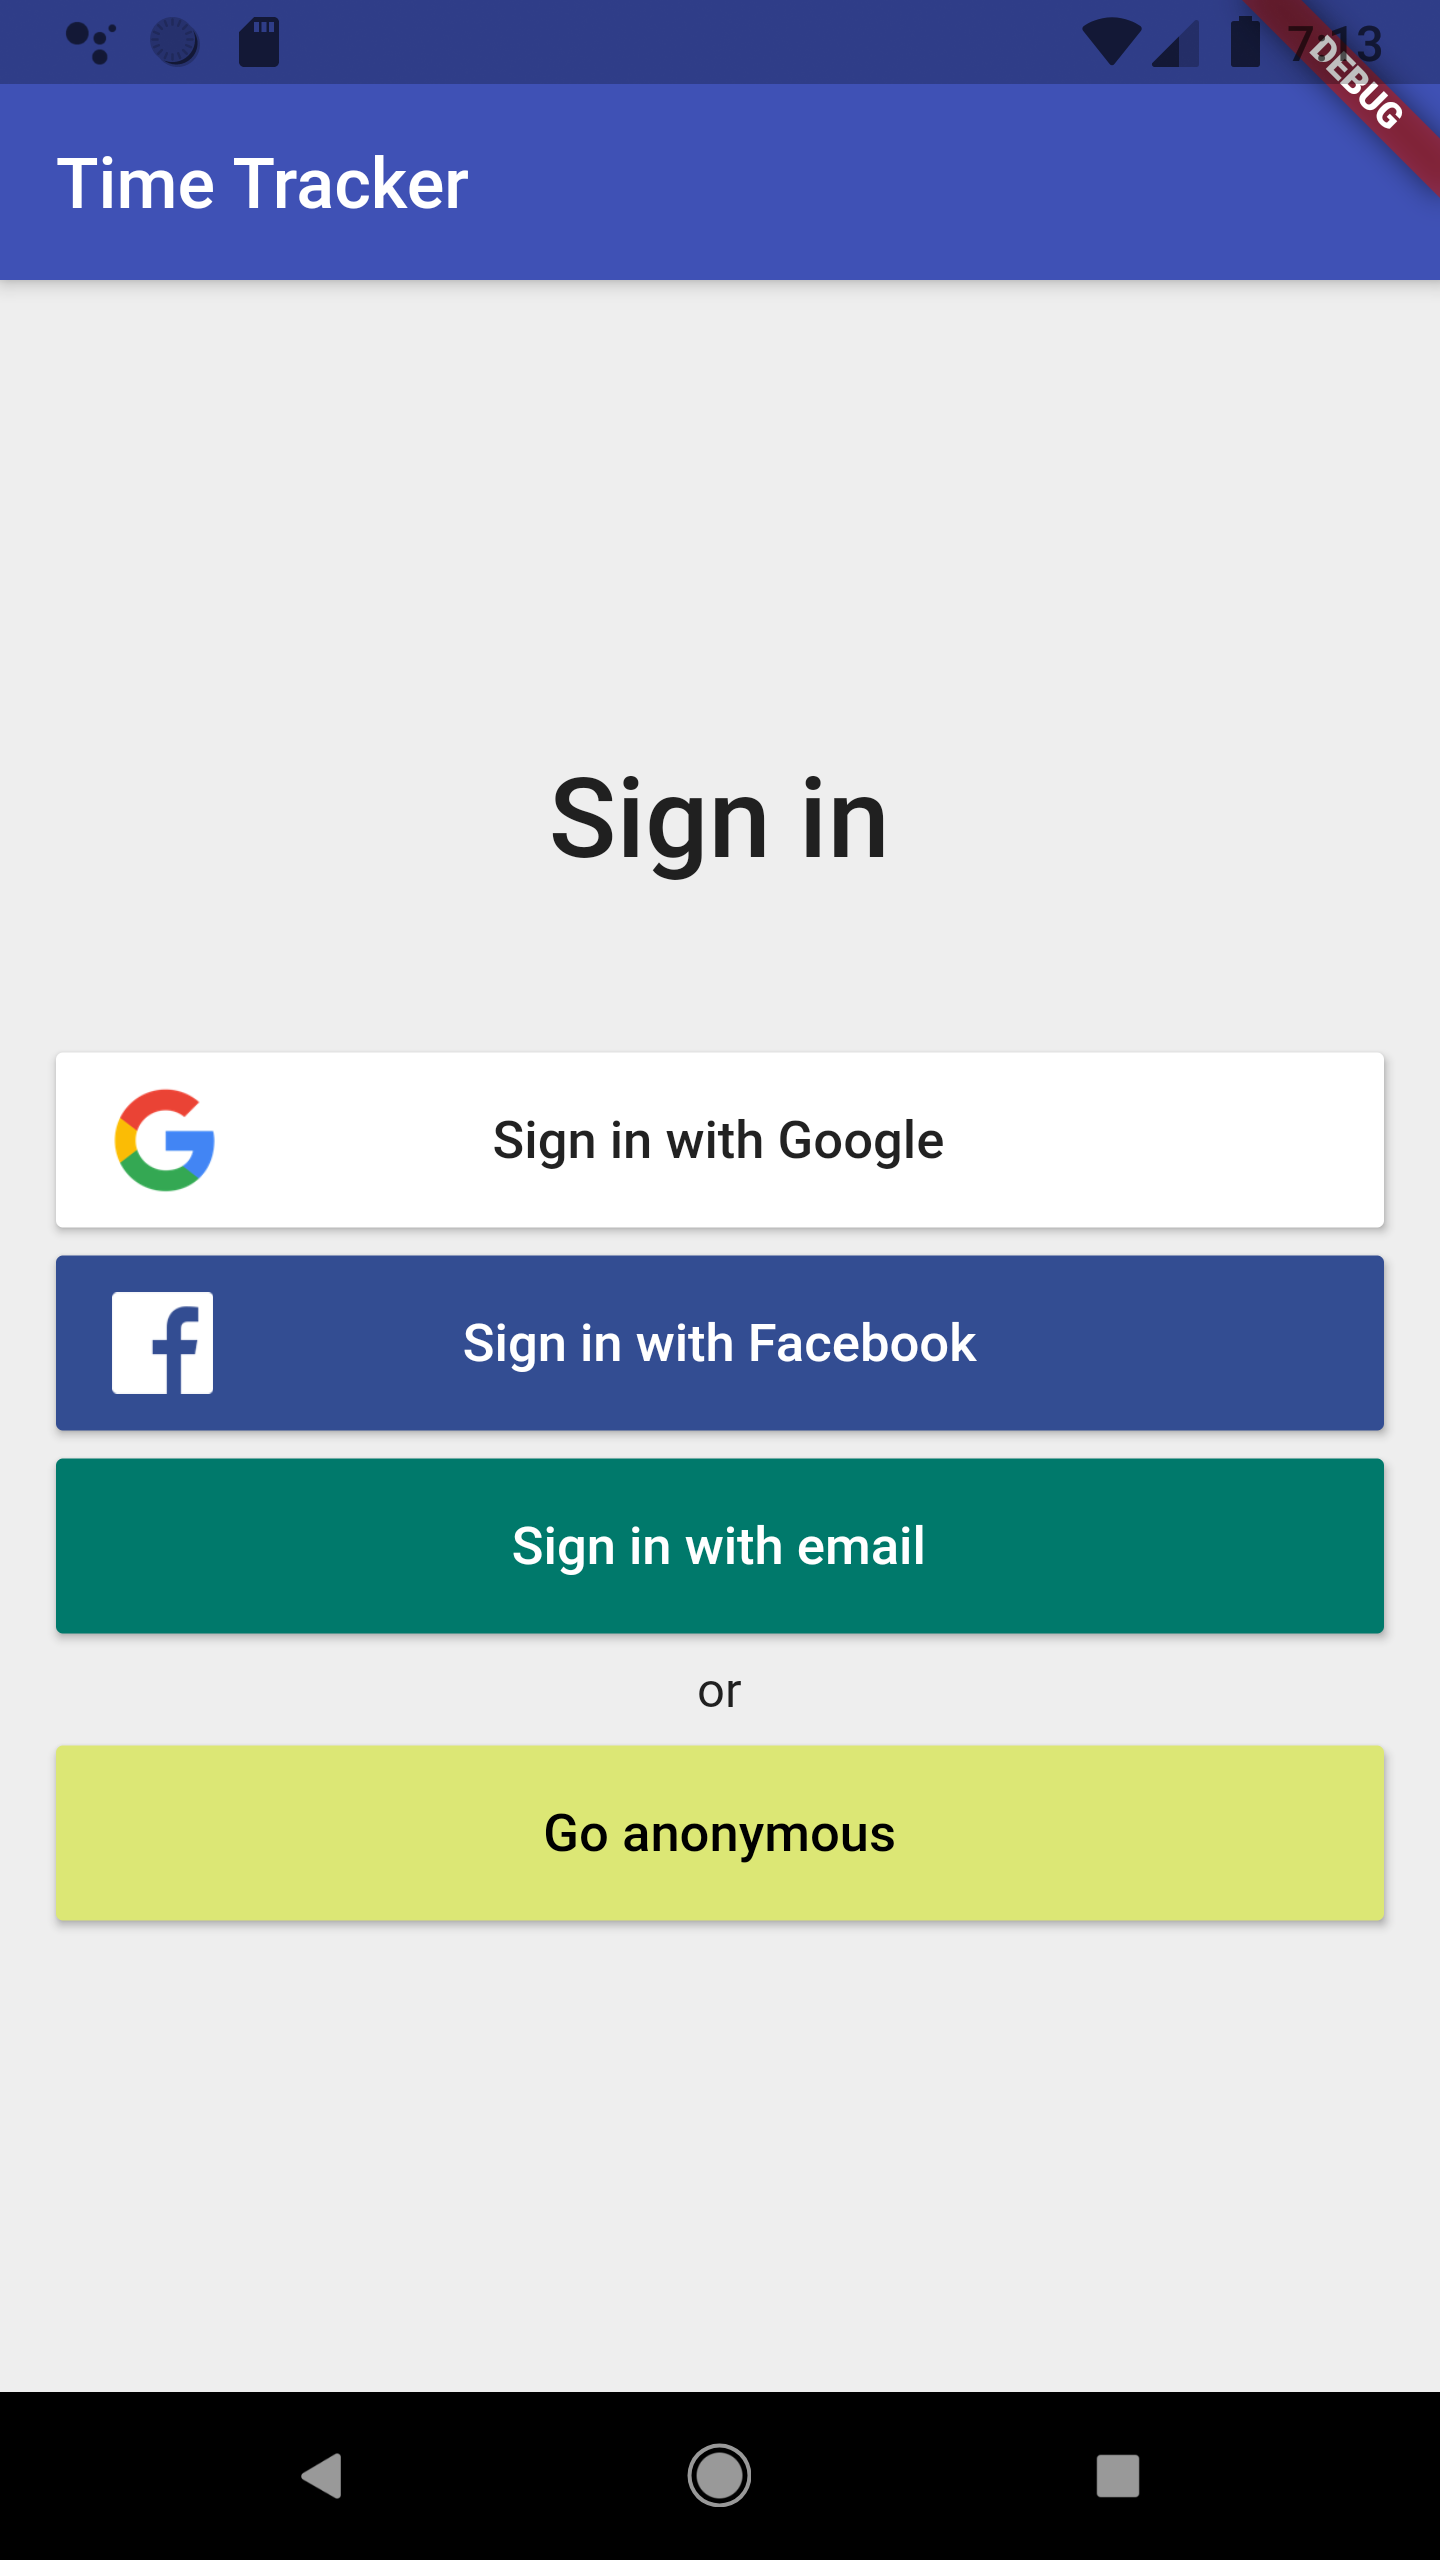 7:13
DEBUG
Time Tracker
Sign in
Sign in with Google
Sign in with Facebook
Sign in with email
or
Go anonymous